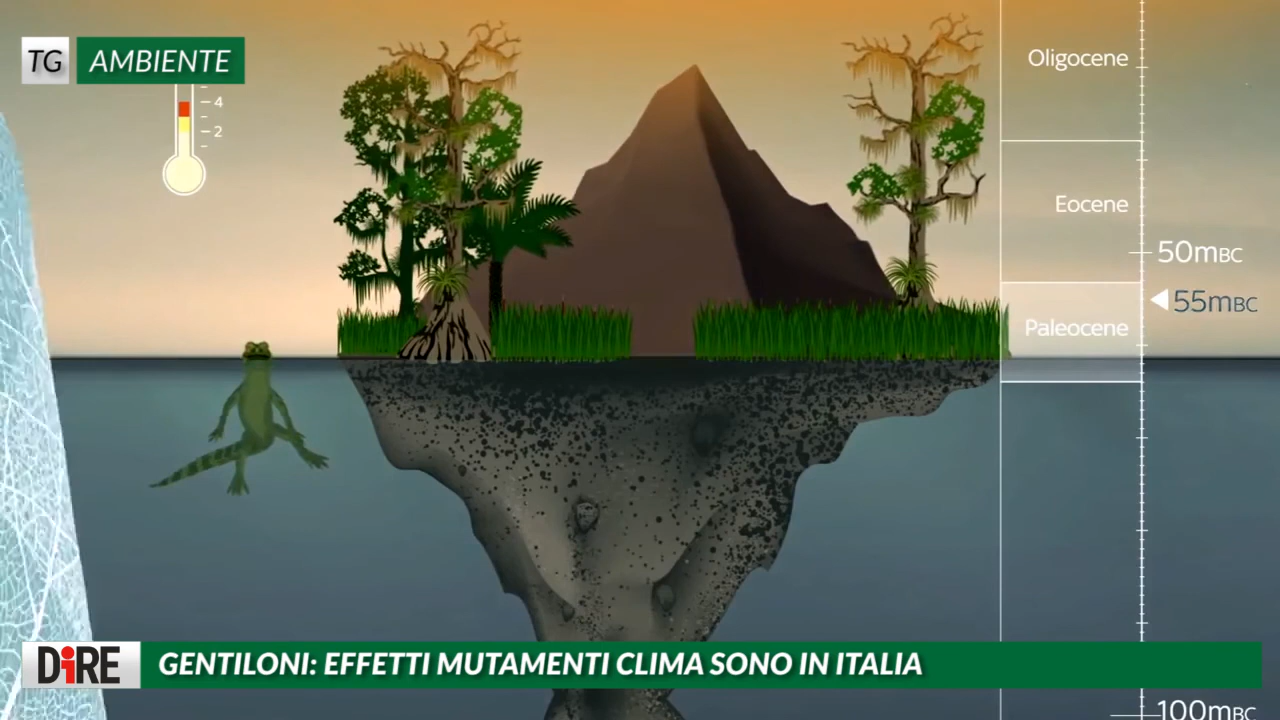 TG AMBIENTE
4
2
Oligocene
Eocene
50mBC
55mBC
Paleocene
DiRE GENTILONI: EFFETTI MUTAMENTI CLIMA SONO IN ITALIA
100mBC